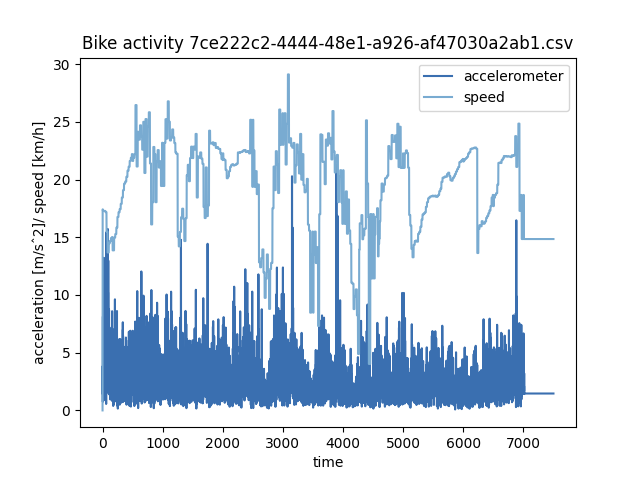 Bike activity 7ce222c2-4444-48e1-a926-af47030a2ab1.csv
accelerometer
speed
acceleration [m/s^2]/ speed [km/h]
30
25
20
15
10
5
0
0 1000 2000 3000 4000 5000 6000 7000
time